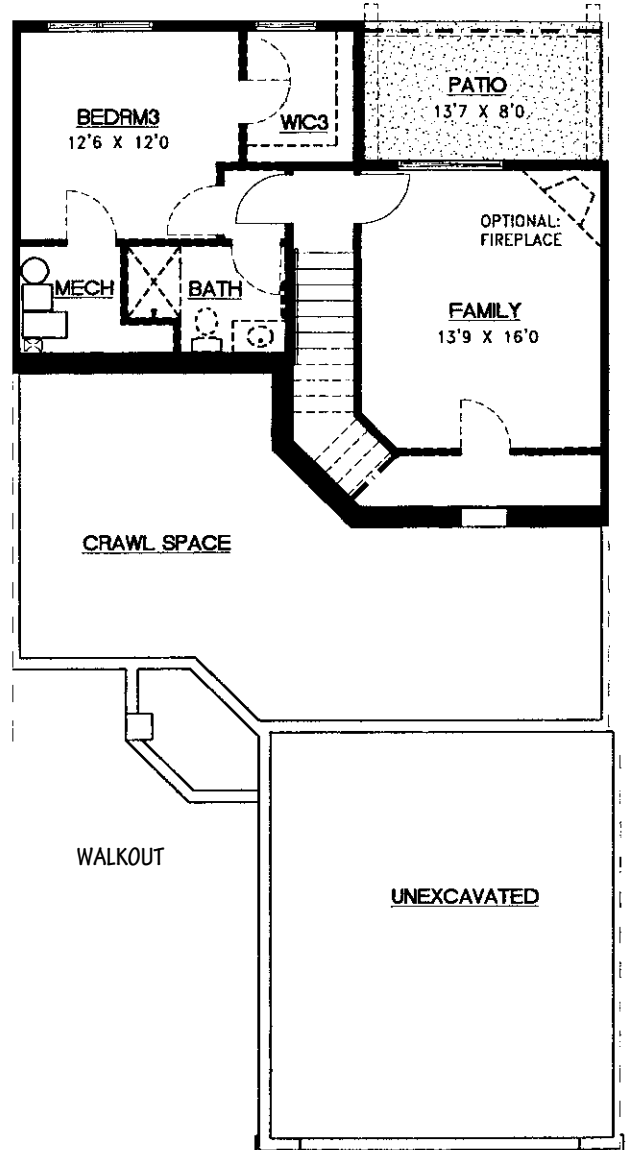 PATIO
13'7 X 8'0
BEDRM3
12'6 X 12'0
WIC3
OPTIONAL:
FIREPLACE
MECH
BATH
FAMILY
13'9 X 16'0
CRAWL SPACE
WALKOUT
UNEXCAVATED